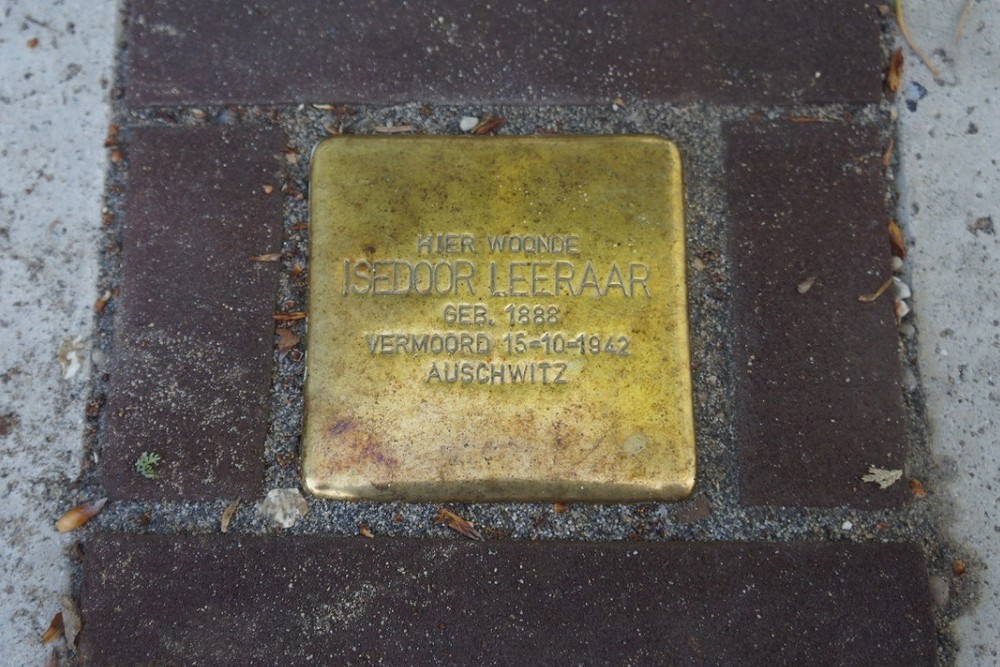 HIER WOONDE
ISEDOOR LEERAAR
GEB. 1888
VERMOORD 15-10-1942
AUSCHWITZ